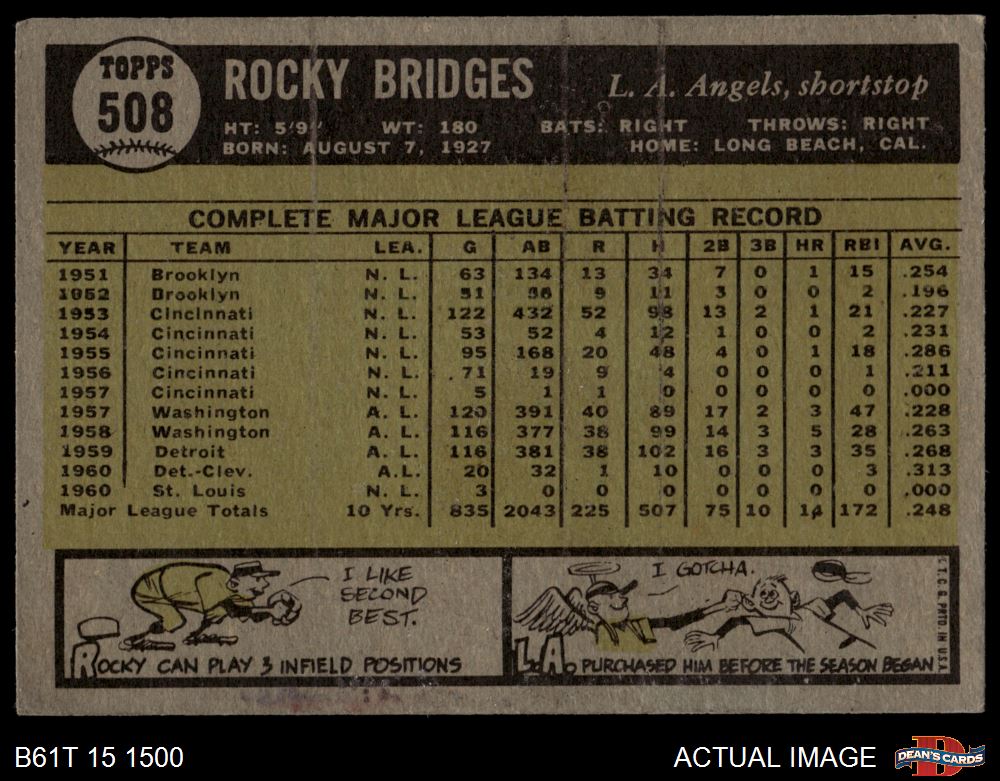 TOPPS
508
ROCKY BRIDGES
L. A. Angels, shortstop
HT: 5'9" WT: 180 BATS: RIGHT THROWS: RIGHT
BORN: AUGUST 7, 1927 HOME: LONG BEACH, CAL.
COMPLETE MAJOR LEAGUE BATTING RECORD
YEAR TEAM LEA. G AB R H 2B 3B HR RBI AVG.
1951 Brooklyn N. L. 63 134 13 34 7 0 1 15 .254
1952 Brooklyn N. L. 51 56 9 11 3 0 0 2 .196
1953 Cincinnati N. L. 122 432 52 98 13 2 1 21 .227
1954 Cincinnati N. L. 53 52 4 12 1 0 0 2 .231
1955 Cincinnati N. L. 95 168 20 48 4 0 1 18 .286
1956 Cincinnati N. L. 71 19 9 4 0 0 0 1 .211
1957 Cincinnati N. L. 5 1 1 0 0 0 0 0 .000
1957 Washington A. L. 120 391 40 89 17 2 3 47 .228
1958 Washington A. L. 116 377 38 99 14 3 5 28 .263
1959 Detroit A. L. 116 381 38 102 16 3 3 35 .268
1960 Det.-Clev. A.L. 20 32 1 10 0 0 0 3 .313
1960 St. Louis N. L. 3 0 0 0 0 0 0 0 .000
Major League Totals 10 Yrs. 835 2043 225 507 75 10 14 172 .248
I LIKE
SECOND
BEST.
ROCKY CAN PLAY 3 INFIELD POSITIONS
I GOTCHA.
L.A. PURCHASED HIM BEFORE THE SEASON BEGAN
© T. C. G. PRTD IN U.S.A.
B61T 15 1500
ACTUAL IMAGE
D
DEAN'S CARDS